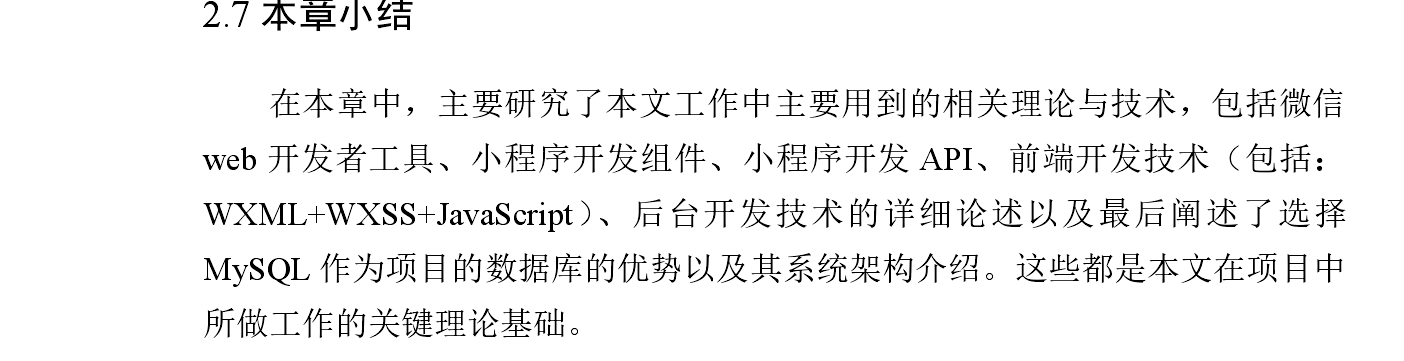 2.7 本章小结
在本章中，主要研究了本文工作中主要用到的相关理论与技术，包括微信
web 开发者工具、小程序开发组件、小程序开发 API、前端开发技术（包括：
WXML+WXSS+JavaScript）、后台开发技术的详细论述以及最后阐述了选择
MySQL 作为项目的数据库的优势以及其系统架构介绍。这些都是本文在项目中
所做工作的关键理论基础。